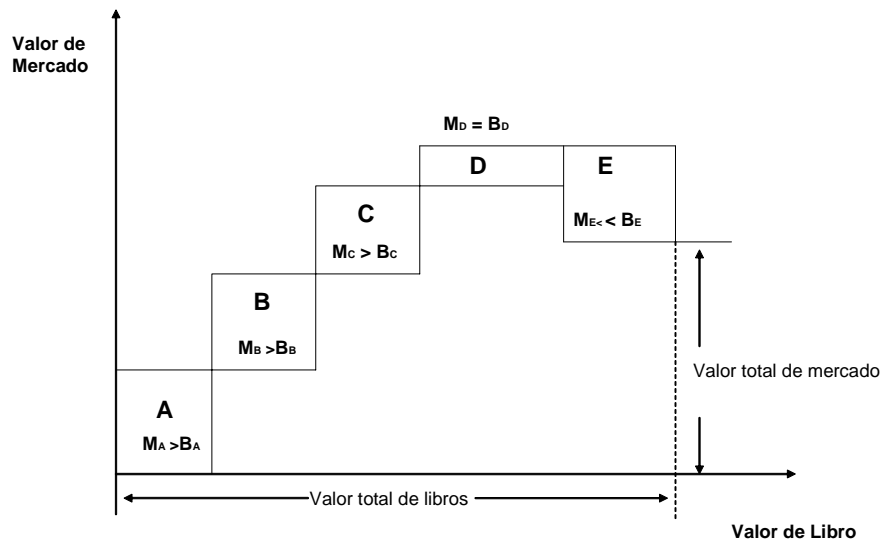 Valor de
Mercado
MD = BD
D
E
C
ME< < BE
MC > BC
B
MB >BB
Valor total de mercado
A
MA >BA
Valor total de libros
Valor de Libro